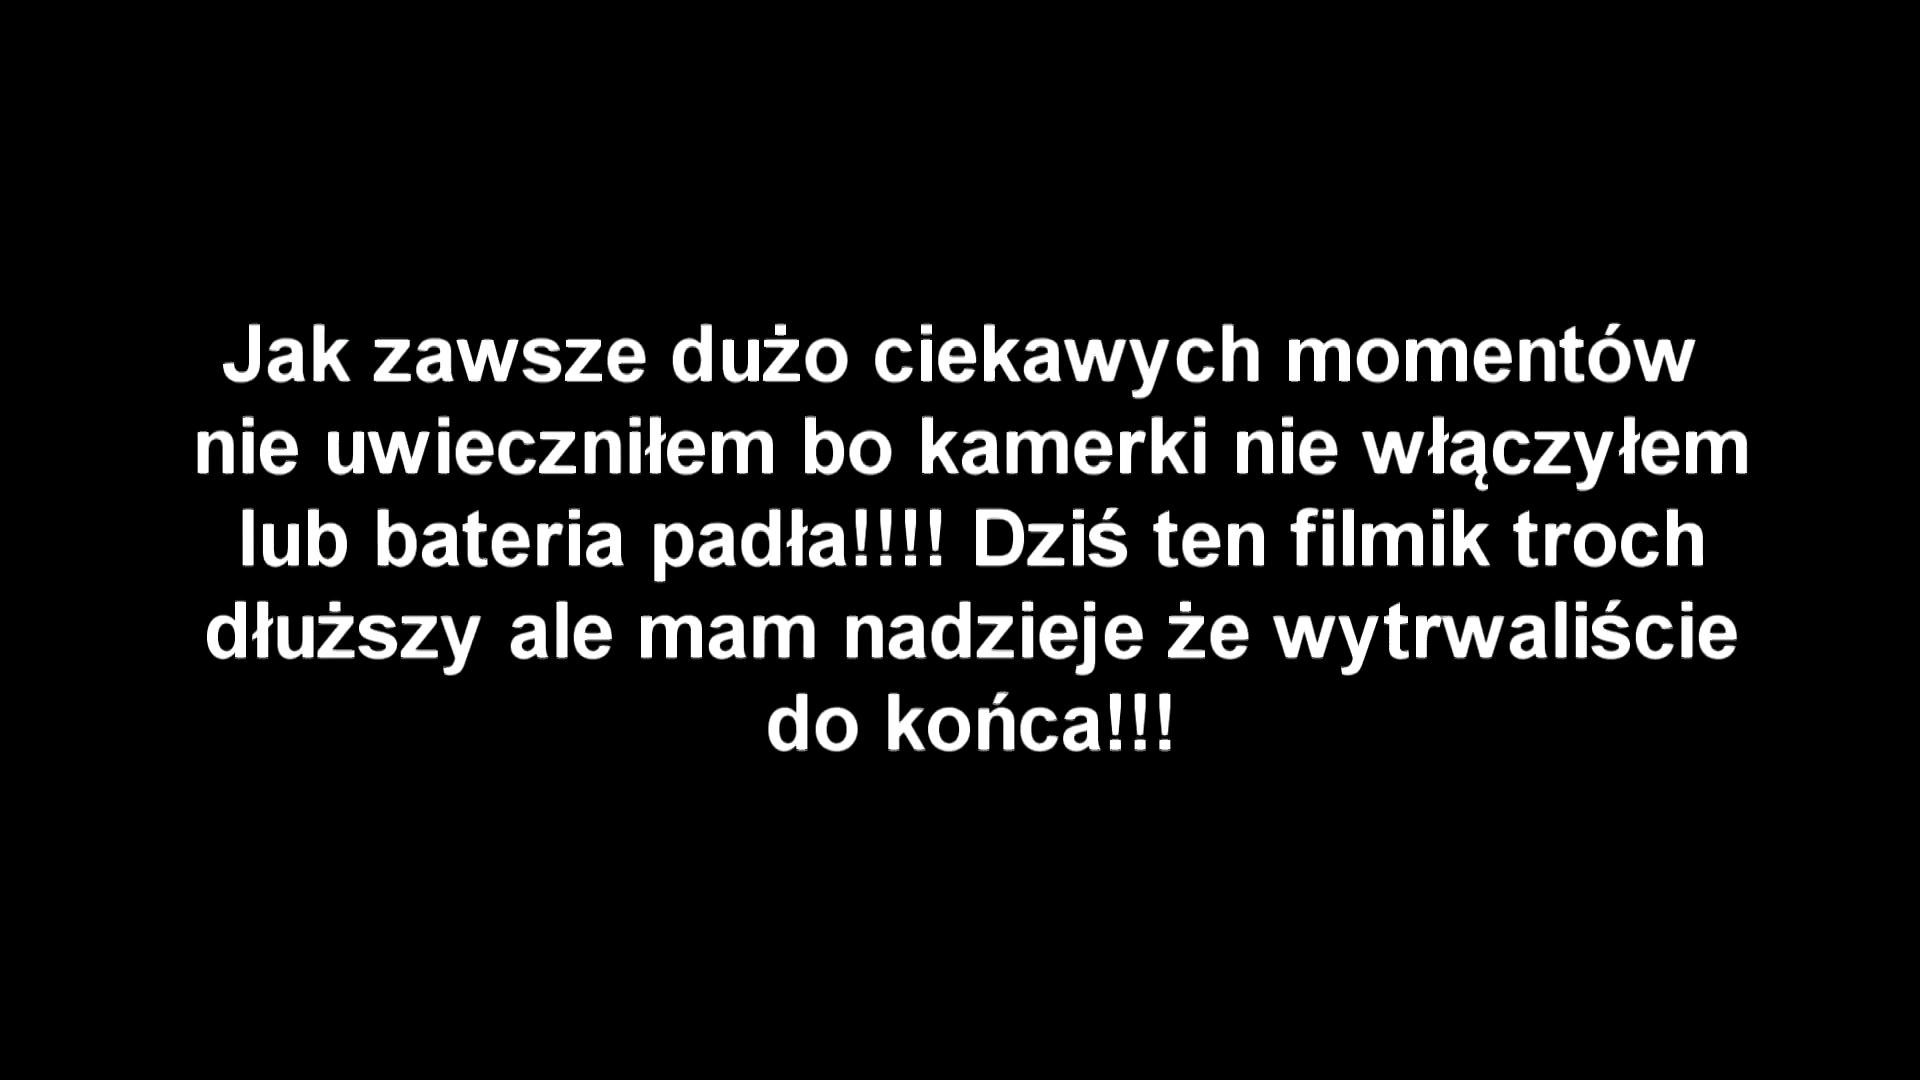 Jak zawsze dużo ciekawych momentów
nie uwieczniłem bo kamerki nie włączyłem
lub bateria padła!!!! Dziś ten filmik troch
dłuższy ale mam nadzieje że wytrwaliście
do końca!!!